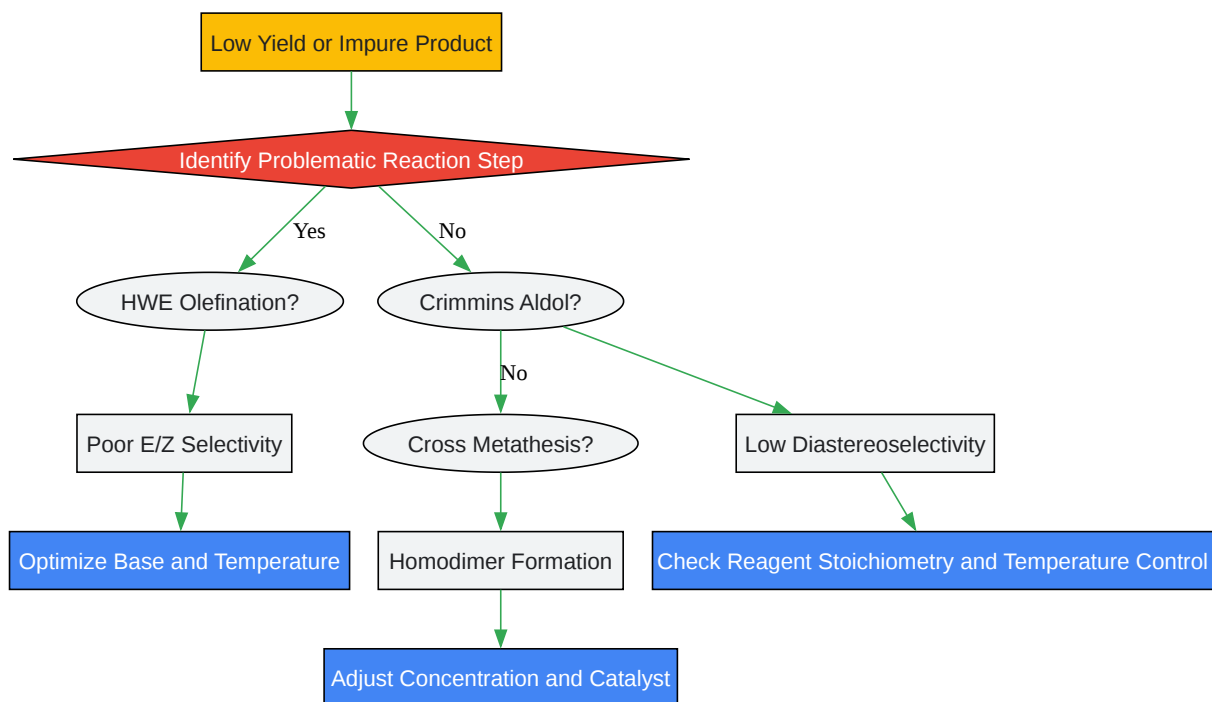 Low Yield or Impure Product
Identify Problematic Reaction Step
Yes
No
HWE Olefination?
Crimmins Aldol?
No
Poor E/Z Selectivity
Cross Metathesis?
Low Diastereoselectivity
Optimize Base and Temperature
Homodimer Formation
Check Reagent Stoichiometry and Temperature Control
Adjust Concentration and Catalyst